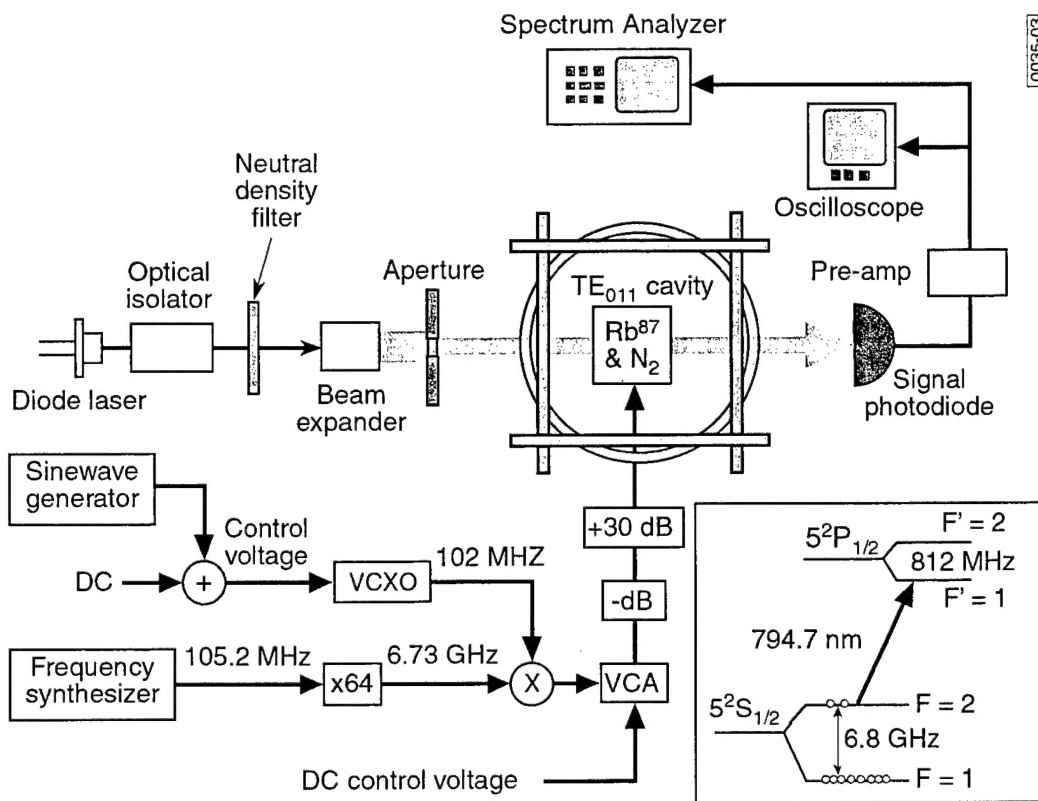 Spectrum Analyzer
0035-03
Neutral
density
filter
Oscilloscope
Optical
isolator
Aperture
TE011 cavity
Pre-amp
Rb87
& N2
Diode laser
Beam
expander
Signal
photodiode
Sinewave
generator
Control
voltage
102 MHZ
+30 dB
DC
+
VCXO
-dB
Frequency
synthesizer
105.2 MHz
x64
6.73 GHz
X
VCA
DC control voltage
5²P1/2
F' = 2
812 MHz
F' = 1
794.7 nm
5²S1/2
F = 2
6.8 GHz
F = 1